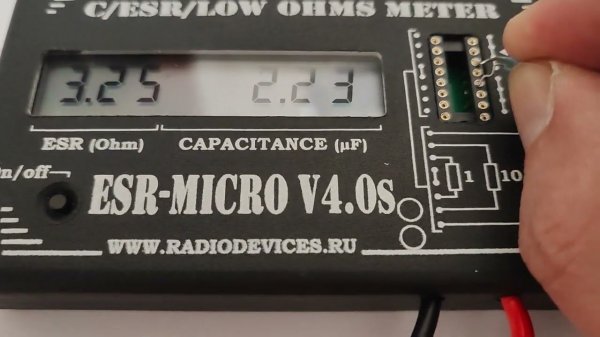 C/ESR/LOW OHMS METER
3.25 2.23
ESR (Ohm) CAPACITANCE (µF)
on/off
ESR-MICRO V4.0s
1 10
WWW.RADIODEVICES.RU